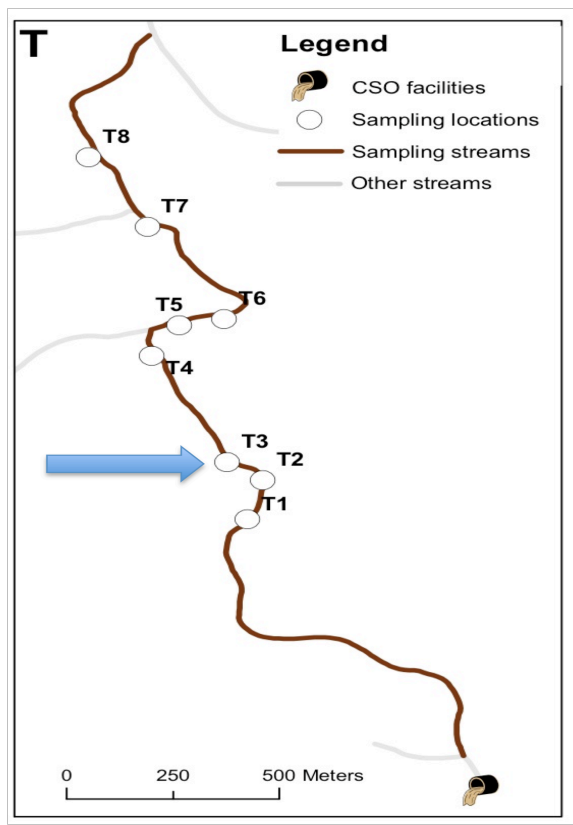 T
Legend
CSO facilities
Sampling locations
Sampling streams
Other streams
T8
T7
T6
T5
T4
T3
T2
T1
0 250 500 Meters